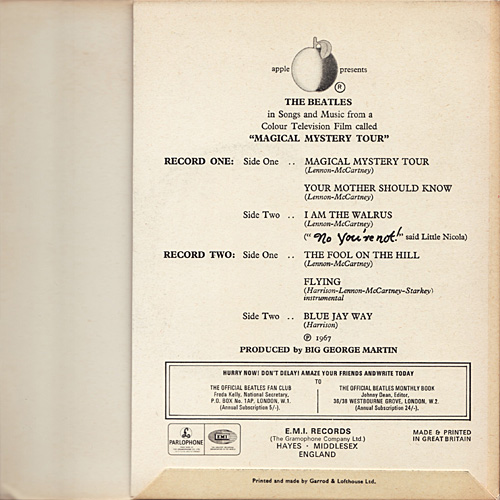 apple presents
®
THE BEATLES
in Songs and Music from a
Colour Television Film called
"MAGICAL MYSTERY TOUR"
RECORD ONE: Side One .. MAGICAL MYSTERY TOUR
(Lennon-McCartney)
YOUR MOTHER SHOULD KNOW
(Lennon-McCartney)
Side Two .. I AM THE WALRUS
(Lennon-McCartney)
("No You're not!" said Little Nicola)
RECORD TWO: Side One .. THE FOOL ON THE HILL
(Lennon-McCartney)
FLYING
(Harrison-Lennon-McCartney-Starkey)
instrumental
Side Two .. BLUE JAY WAY
(Harrison)
℗ 1967
PRODUCED by BIG GEORGE MARTIN
HURRY NOW! DON'T DELAY! AMAZE YOUR FRIENDS AND WRITE TODAY
TO
THE OFFICIAL BEATLES FAN CLUB
Freda Kelly, National Secretary,
P.O. BOX No. 1AP, LONDON, W.1.
(Annual Subscription 5/-).
THE OFFICIAL BEATLES MONTHLY BOOK
Johnny Dean, Editor,
36/38 WESTBOURNE GROVE, LONDON, W.2.
(Annual Subscription 24/-).
PARLOPHONE
EMI
E.M.I. RECORDS
(The Gramophone Company Ltd.)
HAYES · MIDDLESEX
ENGLAND
MADE & PRINTED
IN GREAT BRITAIN
Printed and made by Garrod & Lofthouse Ltd.